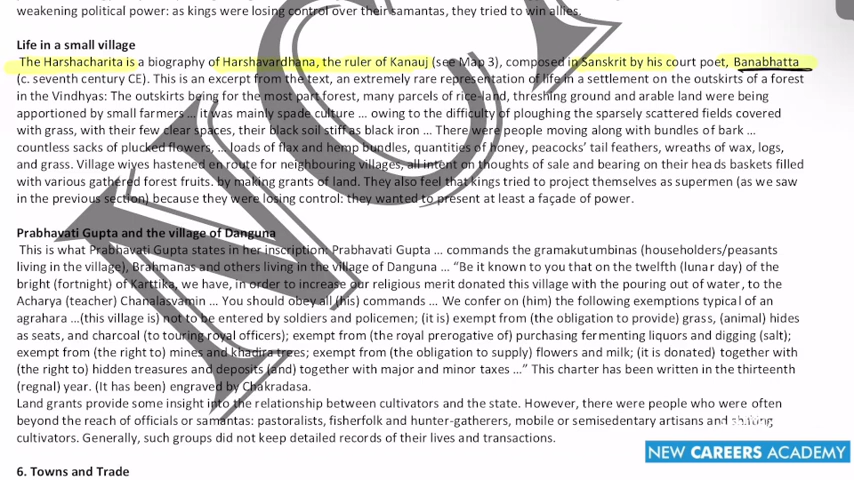 weakening political power: as kings were losing control over their samantas, they tried to win allies.
Life in a small village
The Harshacharita is a biography of Harshavardhana, the ruler of Kanauj (see Map 3), composed in Sanskrit by his court poet, Banabhatta
(c. seventh century CE). This is an excerpt from the text, an extremely rare representation of life in a settlement on the outskirts of a forest
in the Vindhyas: The outskirts being for the most part forest, many parcels of rice-land, threshing ground and arable land were being
apportioned by small farmers … it was mainly spade culture … owing to the difficulty of ploughing the sparsely scattered fields covered
with grass, with their few clear spaces, their black soil stiff as black iron … There were people moving along with bundles of bark …
countless sacks of plucked flowers, … loads of flax and hemp bundles, quantities of honey, peacocks’ tail feathers, wreaths of wax, logs,
and grass. Village wives hastened en route for neighbouring villages, all intent on thoughts of sale and bearing on their heads baskets filled
with various gathered forest fruits. by making grants of land. They also feel that kings tried to project themselves as supermen (as we saw
in the previous section) because they were losing control: they wanted to present at least a façade of power.
Prabhavati Gupta and the village of Danguna
This is what Prabhavati Gupta states in her inscription: Prabhavati Gupta … commands the gramakutumbinas (householders/peasants
living in the village), Brahmanas and others living in the village of Danguna … “Be it known to you that on the twelfth (lunar day) of the
bright (fortnight) of Karttika, we have, in order to increase our religious merit donated this village with the pouring out of water, to the
Acharya (teacher) Chanalasvamin … You should obey all (his) commands … We confer on (him) the following exemptions typical of an
agrahara …(this village is) not to be entered by soldiers and policemen; (it is) exempt from (the obligation to provide) grass, (animal) hides
as seats, and charcoal (to touring royal officers); exempt from (the royal prerogative of) purchasing fermenting liquors and digging (salt);
exempt from (the right to) mines and khadira trees; exempt from (the obligation to supply) flowers and milk; (it is donated) together with
(the right to) hidden treasures and deposits (and) together with major and minor taxes …” This charter has been written in the thirteenth
(regnal) year. (It has been) engraved by Chakradasa.
Land grants provide some insight into the relationship between cultivators and the state. However, there were people who were often
beyond the reach of officials or samantas: pastoralists, fisherfolk and hunter-gatherers, mobile or semisedentary artisans and shifting
cultivators. Generally, such groups did not keep detailed records of their lives and transactions.
NEW CAREERS ACADEMY
6. Towns and Trade